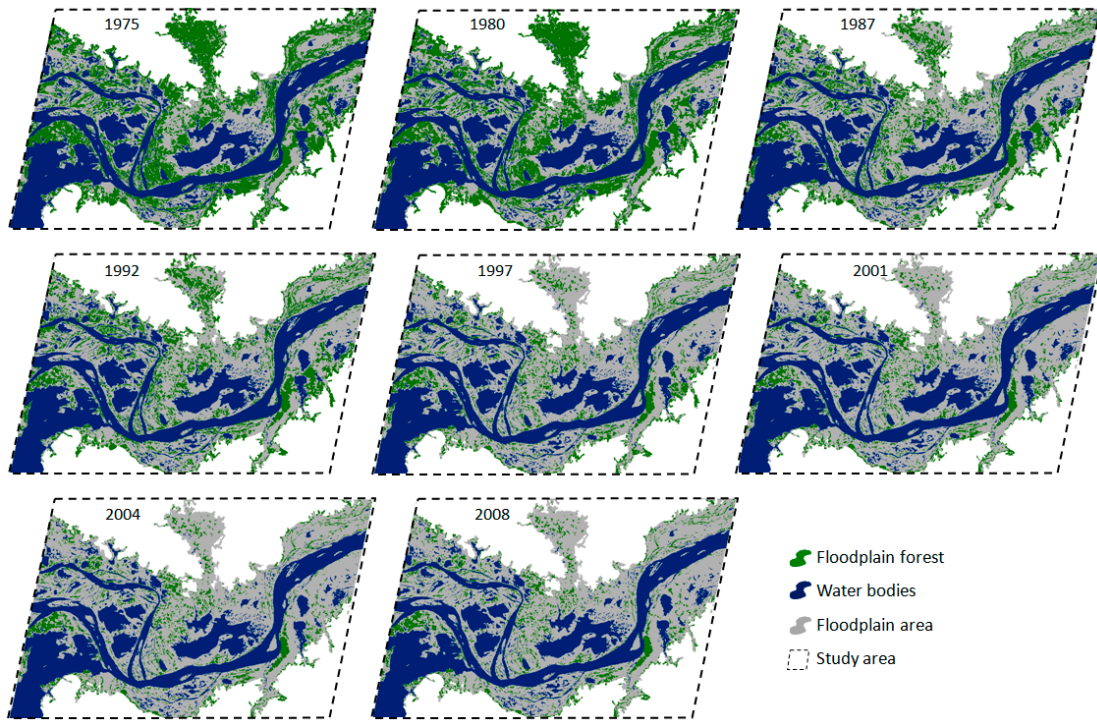 1975
1980
1987
1992
1997
2001
2004
2008
Floodplain forest
Water bodies
Floodplain area
Study area